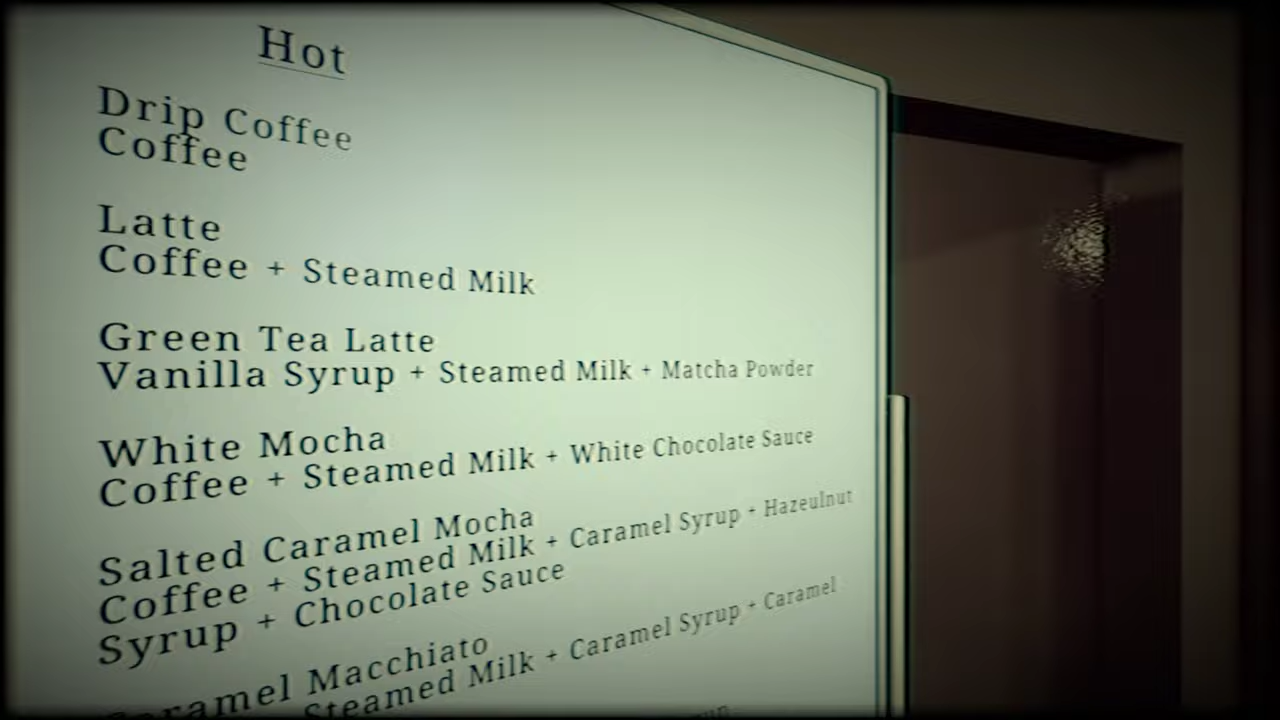 Hot
Drip Coffee
Coffee
Latte
Coffee + Steamed Milk
Green Tea Latte
Vanilla Syrup + Steamed Milk + Matcha Powder
White Mocha
Coffee + Steamed Milk + White Chocolate Sauce
Salted Caramel Mocha
Coffee + Steamed Milk + Caramel Syrup + Hazeulnut
Syrup + Chocolate Sauce
Caramel Macchiato
Steamed Milk + Caramel Syrup + Caramel